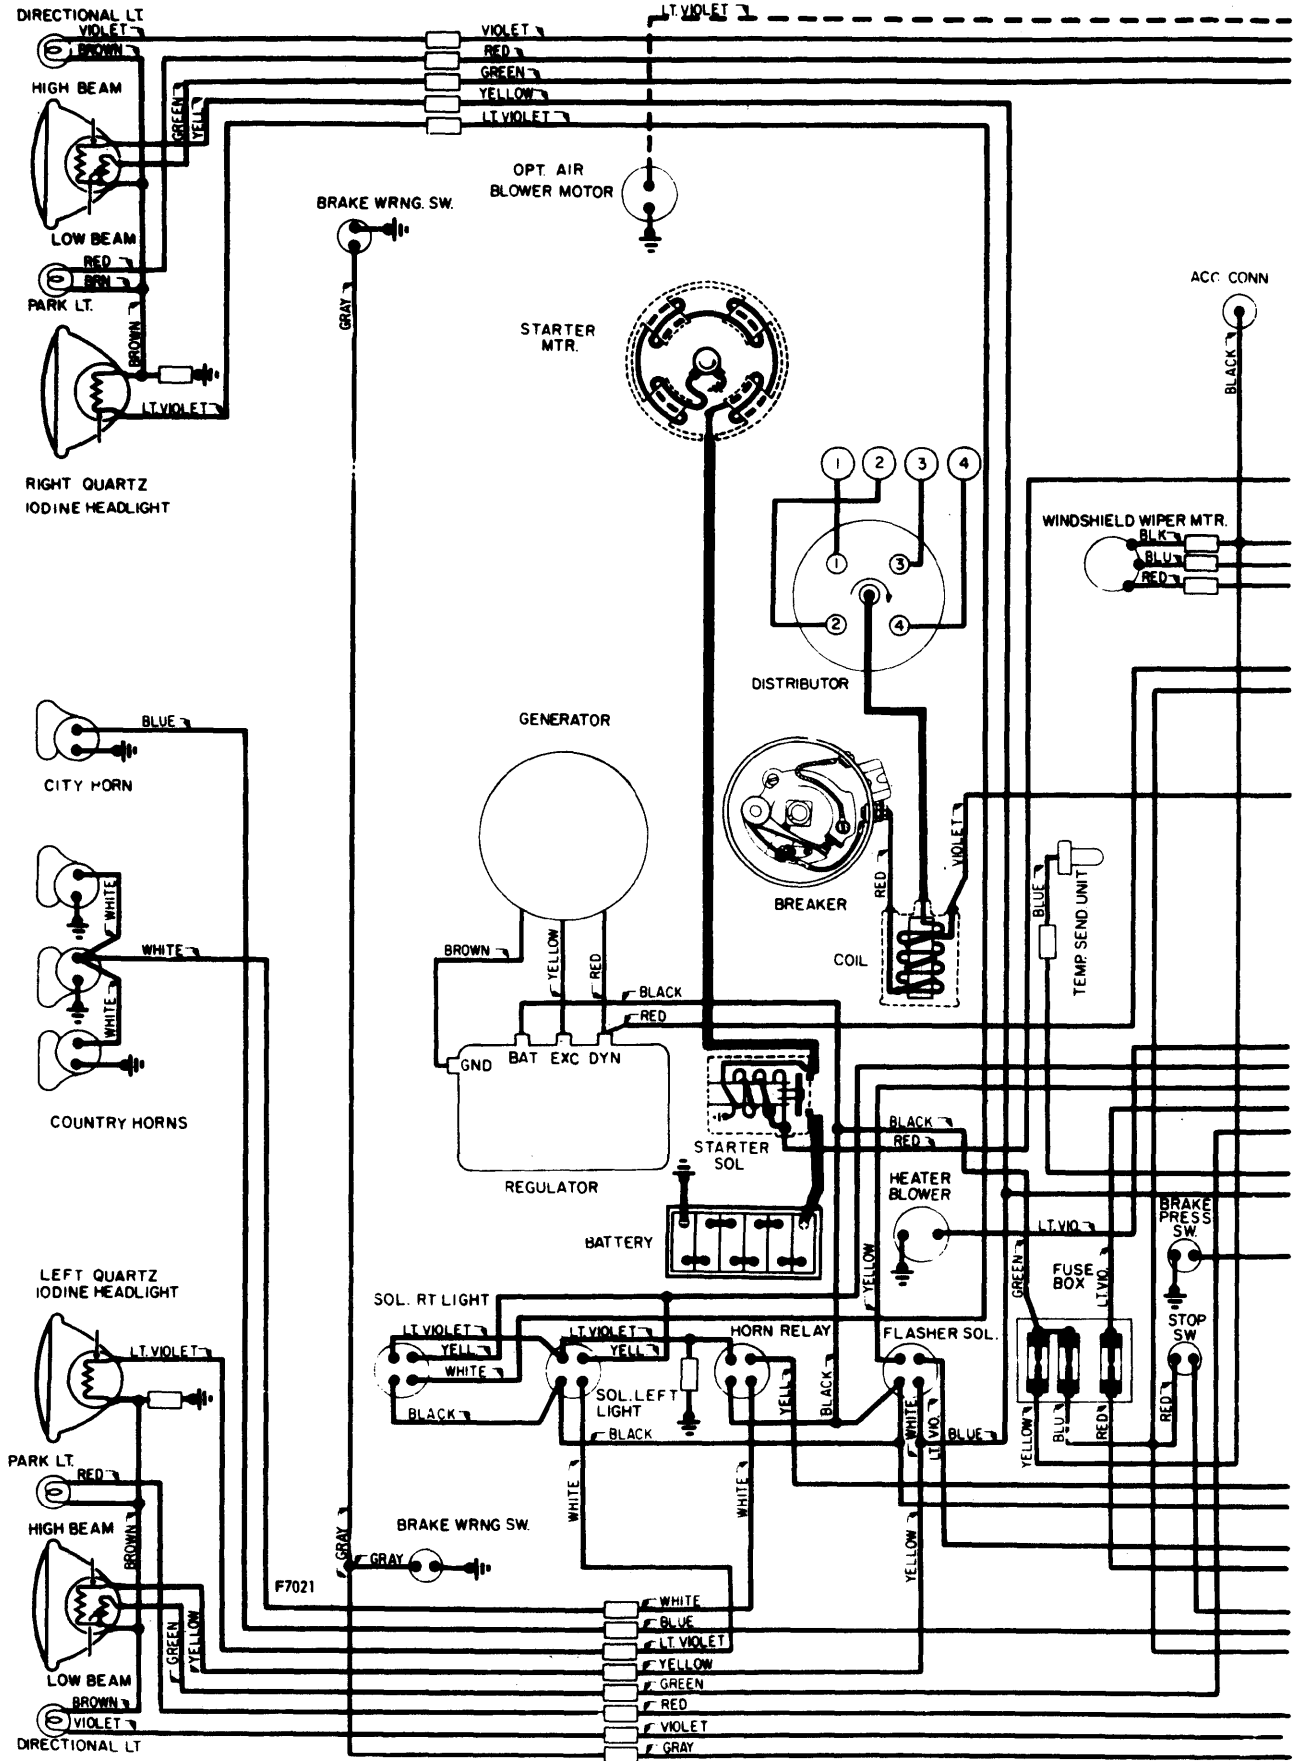 DIRECTIONAL LT.
VIOLET
BROWN
HIGH BEAM
GREEN
YELL
LOW BEAM
RED
BRN
PARK LT.
BROWN
LT. VIOLET
RIGHT QUARTZ
IODINE HEADLIGHT
VIOLET
RED
GREEN
YELLOW
LT. VIOLET
LT. VIOLET
OPT. AIR
BLOWER MOTOR
BRAKE WRNG. SW.
GRAY
STARTER
MTR.
ACC CONN
BLACK
1 2 3 4
1 3
2 4
DISTRIBUTOR
WINDSHIELD WIPER MTR.
BLK
BLU
RED
BLUE
CITY HORN
WHITE
WHITE
WHITE
COUNTRY HORNS
GENERATOR
BROWN
YELLOW
RED
BLACK
RED
GND
BAT EXC DYN
REGULATOR
BREAKER
RED
VIOLET
COIL
BLUE
TEMP. SEND. UNIT
STARTER
SOL
BLACK
RED
BATTERY
HEATER
BLOWER
LT. VIO.
YELLOW
GREEN
FUSE
BOX
LT. VIO.
BRAKE
PRESS
SW.
STOP
SW
LEFT QUARTZ
IODINE HEADLIGHT
LT. VIOLET
SOL. RT LIGHT
LT. VIOLET
YELL
WHITE
BLACK
LT. VIOLET
YELL
SOL. LEFT
LIGHT
BLACK
HORN RELAY
YELL
BLACK
FLASHER SOL.
WHITE
LT. VIO.
BLUE
YELLOW
BLU
RED
RED
PARK LT.
RED
HIGH BEAM
BROWN
GREEN
YELLOW
LOW BEAM
BROWN
VIOLET
DIRECTIONAL LT
GRAY
BRAKE WRNG SW.
GRAY
F7021
WHITE
WHITE
YELLOW
WHITE
BLUE
LT. VIOLET
YELLOW
GREEN
RED
VIOLET
GRAY